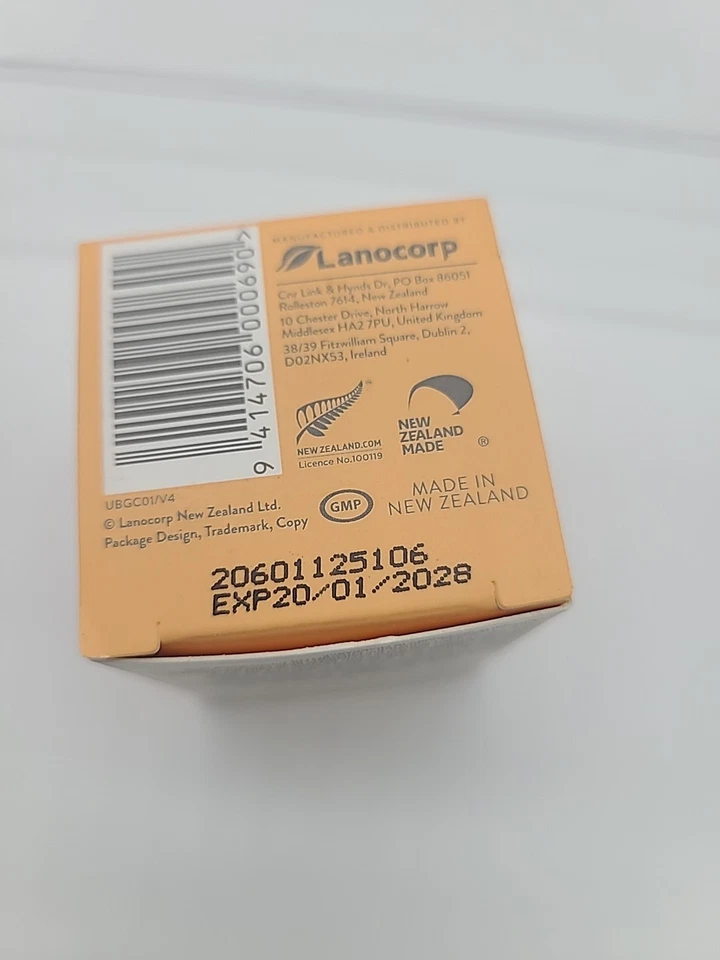 MANUFACTURED & DISTRIBUTED BY
Lanocorp
Cnr Link & Hynds Dr, PO Box 86051
Rolleston 7614, New Zealand
10 Chester Drive, North Harrow
Middlesex HA2 7PU, United Kingdom
38/39 Fitzwilliam Square, Dublin 2,
D02NX53, Ireland
9 414706 000690 >
NEWZEALAND.COM
Licence No.100119
NEW
ZEALAND
MADE ®
UBGC01/V4
© Lanocorp New Zealand Ltd.
Package Design, Trademark, Copy
GMP
MADE IN
NEW ZEALAND
20601125106
EXP20/01/2028